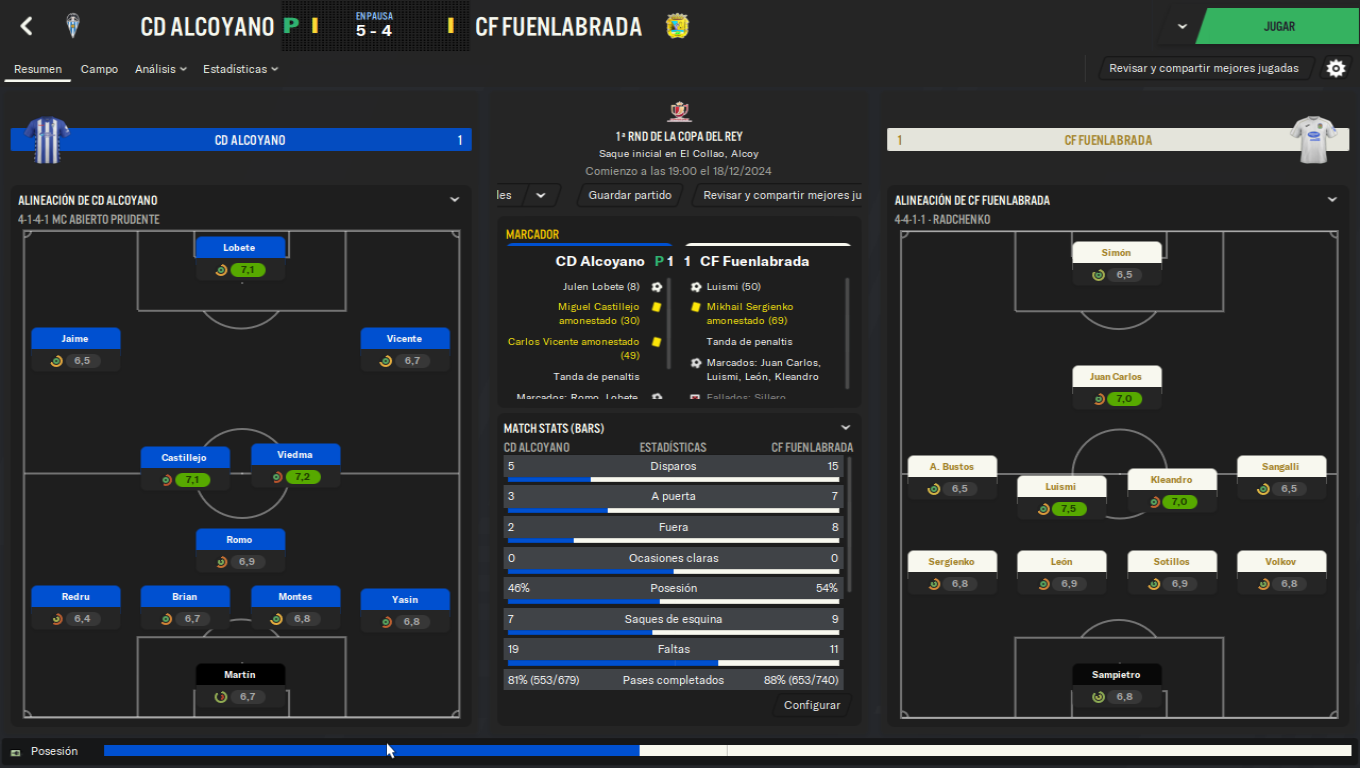 CD ALCOYANO
P
EN PAUSA
5 - 4
CF FUENLABRADA
JUGAR
Resumen
Campo
Análisis
Estadísticas
Revisar y compartir mejores jugadas
CD ALCOYANO
1
1ª RND DE LA COPA DEL REY
Saque inicial en El Collao, Alcoy
Comienzo a las 19:00 el 18/12/2024
1
CF FUENLABRADA
les
Guardar partido
Revisar y compartir mejores ju
ALINEACIÓN DE CD ALCOYANO
4-1-4-1 MC ABIERTO PRUDENTE
Lobete
7,1
Jaime
6,5
Vicente
6,7
Castillejo
7,1
Viedma
7,2
Romo
6,9
Redru
6,4
Brian
6,7
Montes
6,8
Yasin
6,8
Martín
6,7
MARCADOR
CD Alcoyano P 1
1 CF Fuenlabrada
Julen Lobete (8)
Miguel Castillejo
amonestado (30)
Carlos Vicente amonestado
(49)
Tanda de penaltis
Marcados: Romo, Lobete,
Luismi (50)
Mikhail Sergienko
amonestado (69)
Tanda de penaltis
Marcados: Juan Carlos,
Luismi, León, Kleandro
Fallados: Sillero
MATCH STATS (BARS)
CD ALCOYANO ESTADÍSTICAS CF FUENLABRADA
5 Disparos 15
3 A puerta 7
2 Fuera 8
0 Ocasiones claras 0
46% Posesión 54%
7 Saques de esquina 9
19 Faltas 11
81% (553/679) Pases completados 88% (653/740)
Configurar
ALINEACIÓN DE CF FUENLABRADA
4-4-1-1 - RADCHENKO
Simón
6,5
Juan Carlos
7,0
A. Bustos
6,5
Luismi
7,5
Kleandro
7,0
Sangalli
6,5
Sergienko
6,8
León
6,9
Sotillos
6,9
Volkov
6,8
Sampietro
6,8
Posesión